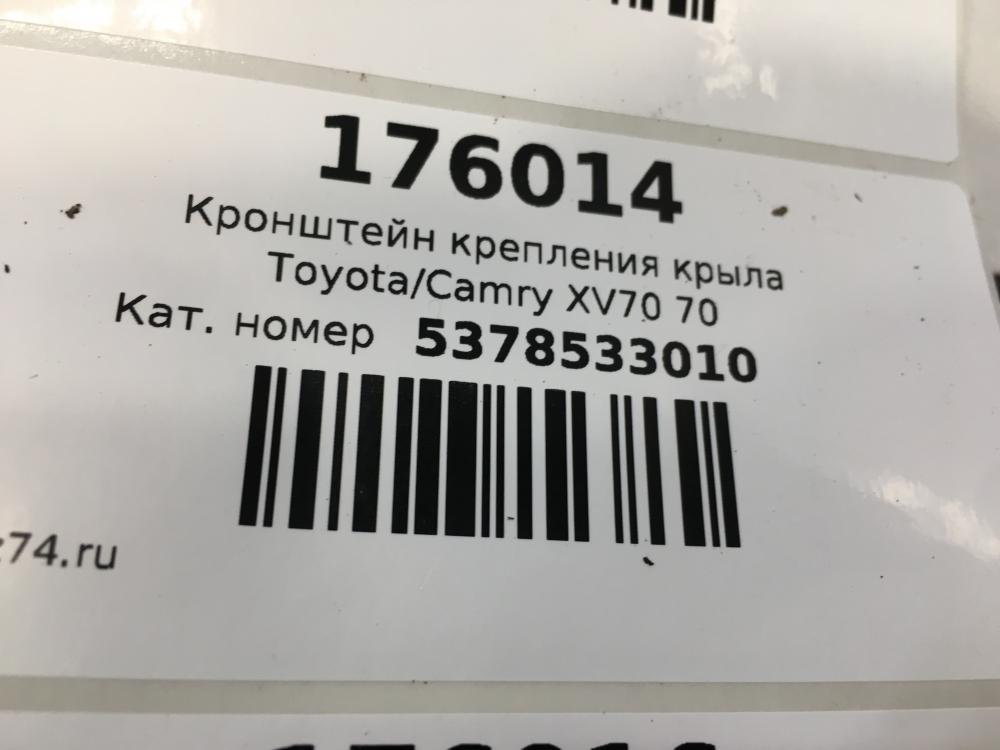 176014
Кронштейн крепления крыла
Toyota/Camry XV70 70
Кат. номер 5378533010
74.ru